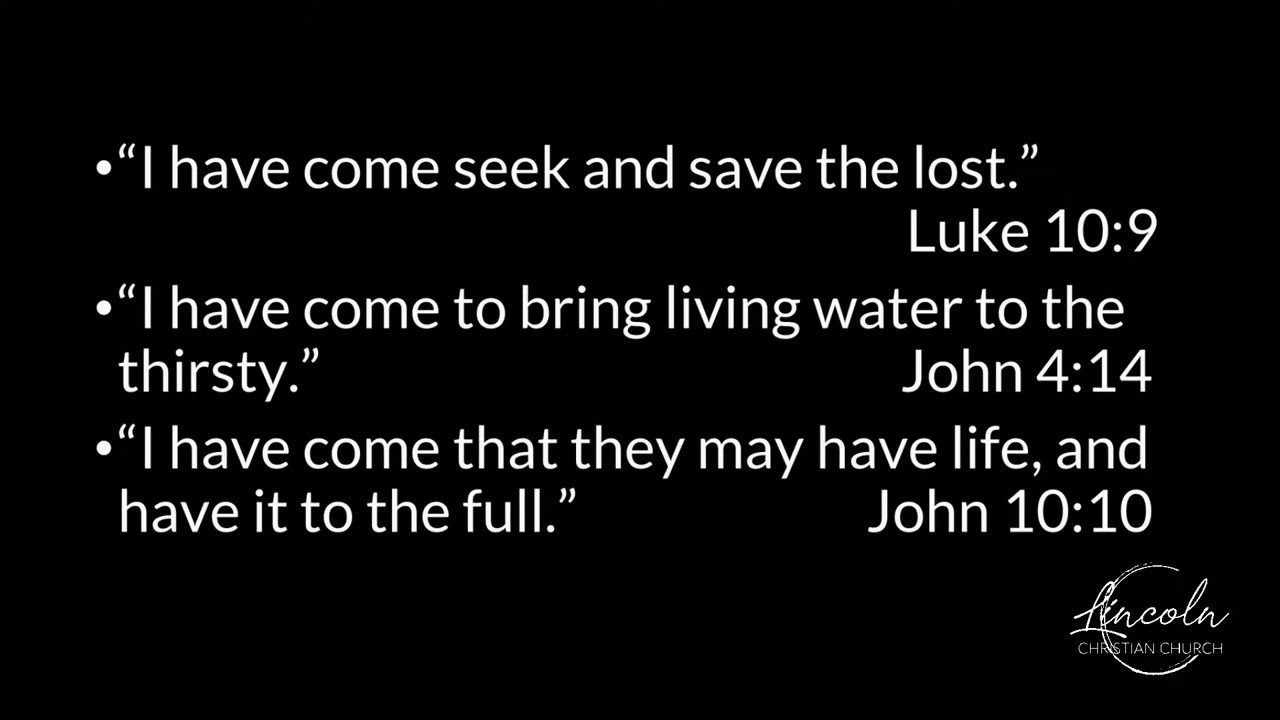 •“I have come seek and save the lost.”
Luke 10:9
•“I have come to bring living water to the
thirsty.” John 4:14
•“I have come that they may have life, and
have it to the full.” John 10:10
Lincoln
CHRISTIAN CHURCH